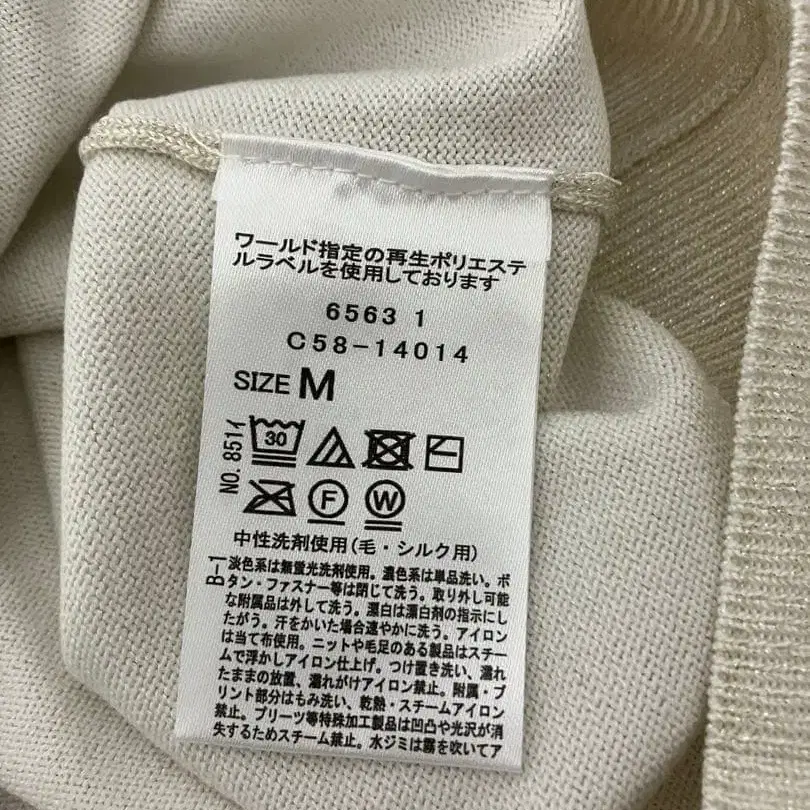 ワールド指定の再生ポリエステ
ルラベルを使用しております
6563 1
C58-14014
SIZE M
NO. 851イ
30
F
W
中性洗剤使用(毛・シルク用)
B-1
淡色系は無蛍光洗剤使用。濃色系は単品洗い。ボ
タン・ファスナー等は閉じて洗う。取り外し可能
な付属品は外して洗う。漂白は漂白剤の指示にし
たがう。汗をかいた場合速やかに洗う。アイロン
は当て布使用。ニットや毛足のある製品はスチー
ムで浮かしアイロン仕上げ。つけ置き洗い、濡れ
たままの放置、濡れがけアイロン禁止。附属・プ
リント部分はもみ洗い、乾熱・スチームアイロン
禁止。プリーツ等特殊加工製品は凹凸や光沢が消
失するためスチーム禁止。水ジミは霧を吹いてア